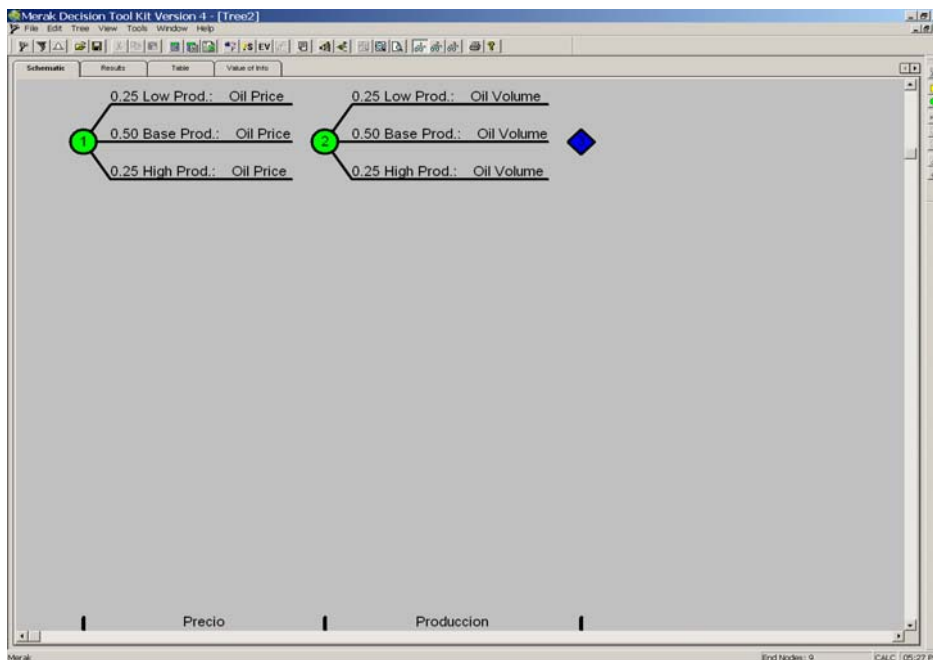 Merak Decision Tool Kit Version 4 - [Tree2]
File Edit Tree View Tools Window Help
Schematic Results Table Value of Info
0.25 Low Prod.: Oil Price 0.25 Low Prod.: Oil Volume
1 0.50 Base Prod.: Oil Price 2 0.50 Base Prod.: Oil Volume
0.25 High Prod.: Oil Price 0.25 High Prod.: Oil Volume
Precio Produccion
Merak End Nodes: 9 CALC 05:27 P